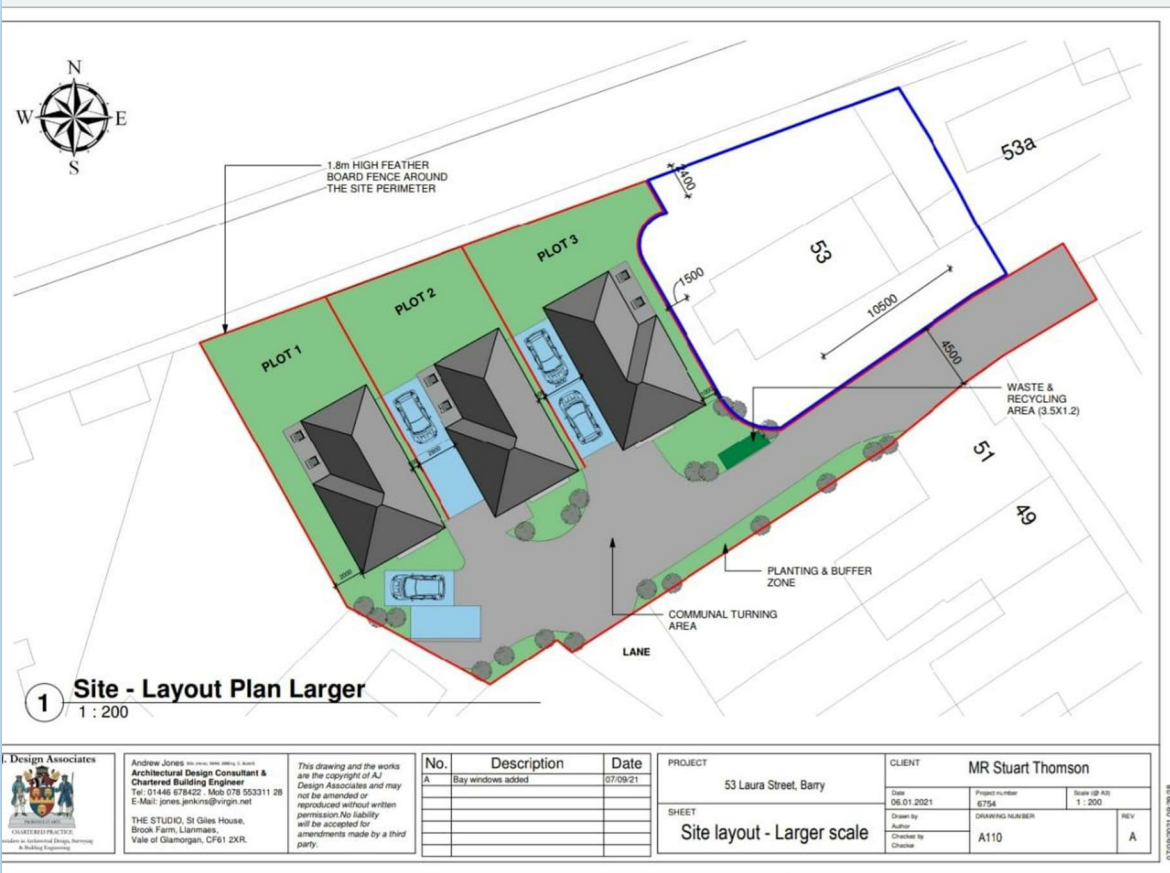 N
W E
S
1.8m HIGH FEATHER
BOARD FENCE AROUND
THE SITE PERIMETER
53a
PLOT 3
PLOT 2
PLOT 1
53
1500
10500
4500
WASTE &
RECYCLING
AREA (3.5X1.2)
51
49
2000
PLANTING & BUFFER
ZONE
COMMUNAL TURNING
AREA
LANE
1
Site - Layout Plan Larger
1 : 200
J. Design Associates
CHARTERED PRACTICE
& Building Engineering
Andrew Jones
Architectural Design Consultant &
Chartered Building Engineer
Tel: 01446 678422 . Mob 078 553311 28
E-Mail: jones.jenkins@virgin.net
THE STUDIO, St Giles House,
Brook Farm, Llanmaes,
Vale of Glamorgan, CF61 2XR.
This drawing and the works
are the copyright of AJ
Design Associates and may
not be amended or
reproduced without written
permission.No liability
will be accepted for
amendments made by a third
party.
No. Description Date
A Bay windows added 07/09/21
PROJECT
53 Laura Street, Barry
SHEET
Site layout - Larger scale
CLIENT
MR Stuart Thomson
Date
06.01.2021
Project number
6754
Scale (@ A3)
1 : 200
Drawn by
Author
Checked by
Checker
DRAWING NUMBER
A110
REV
A